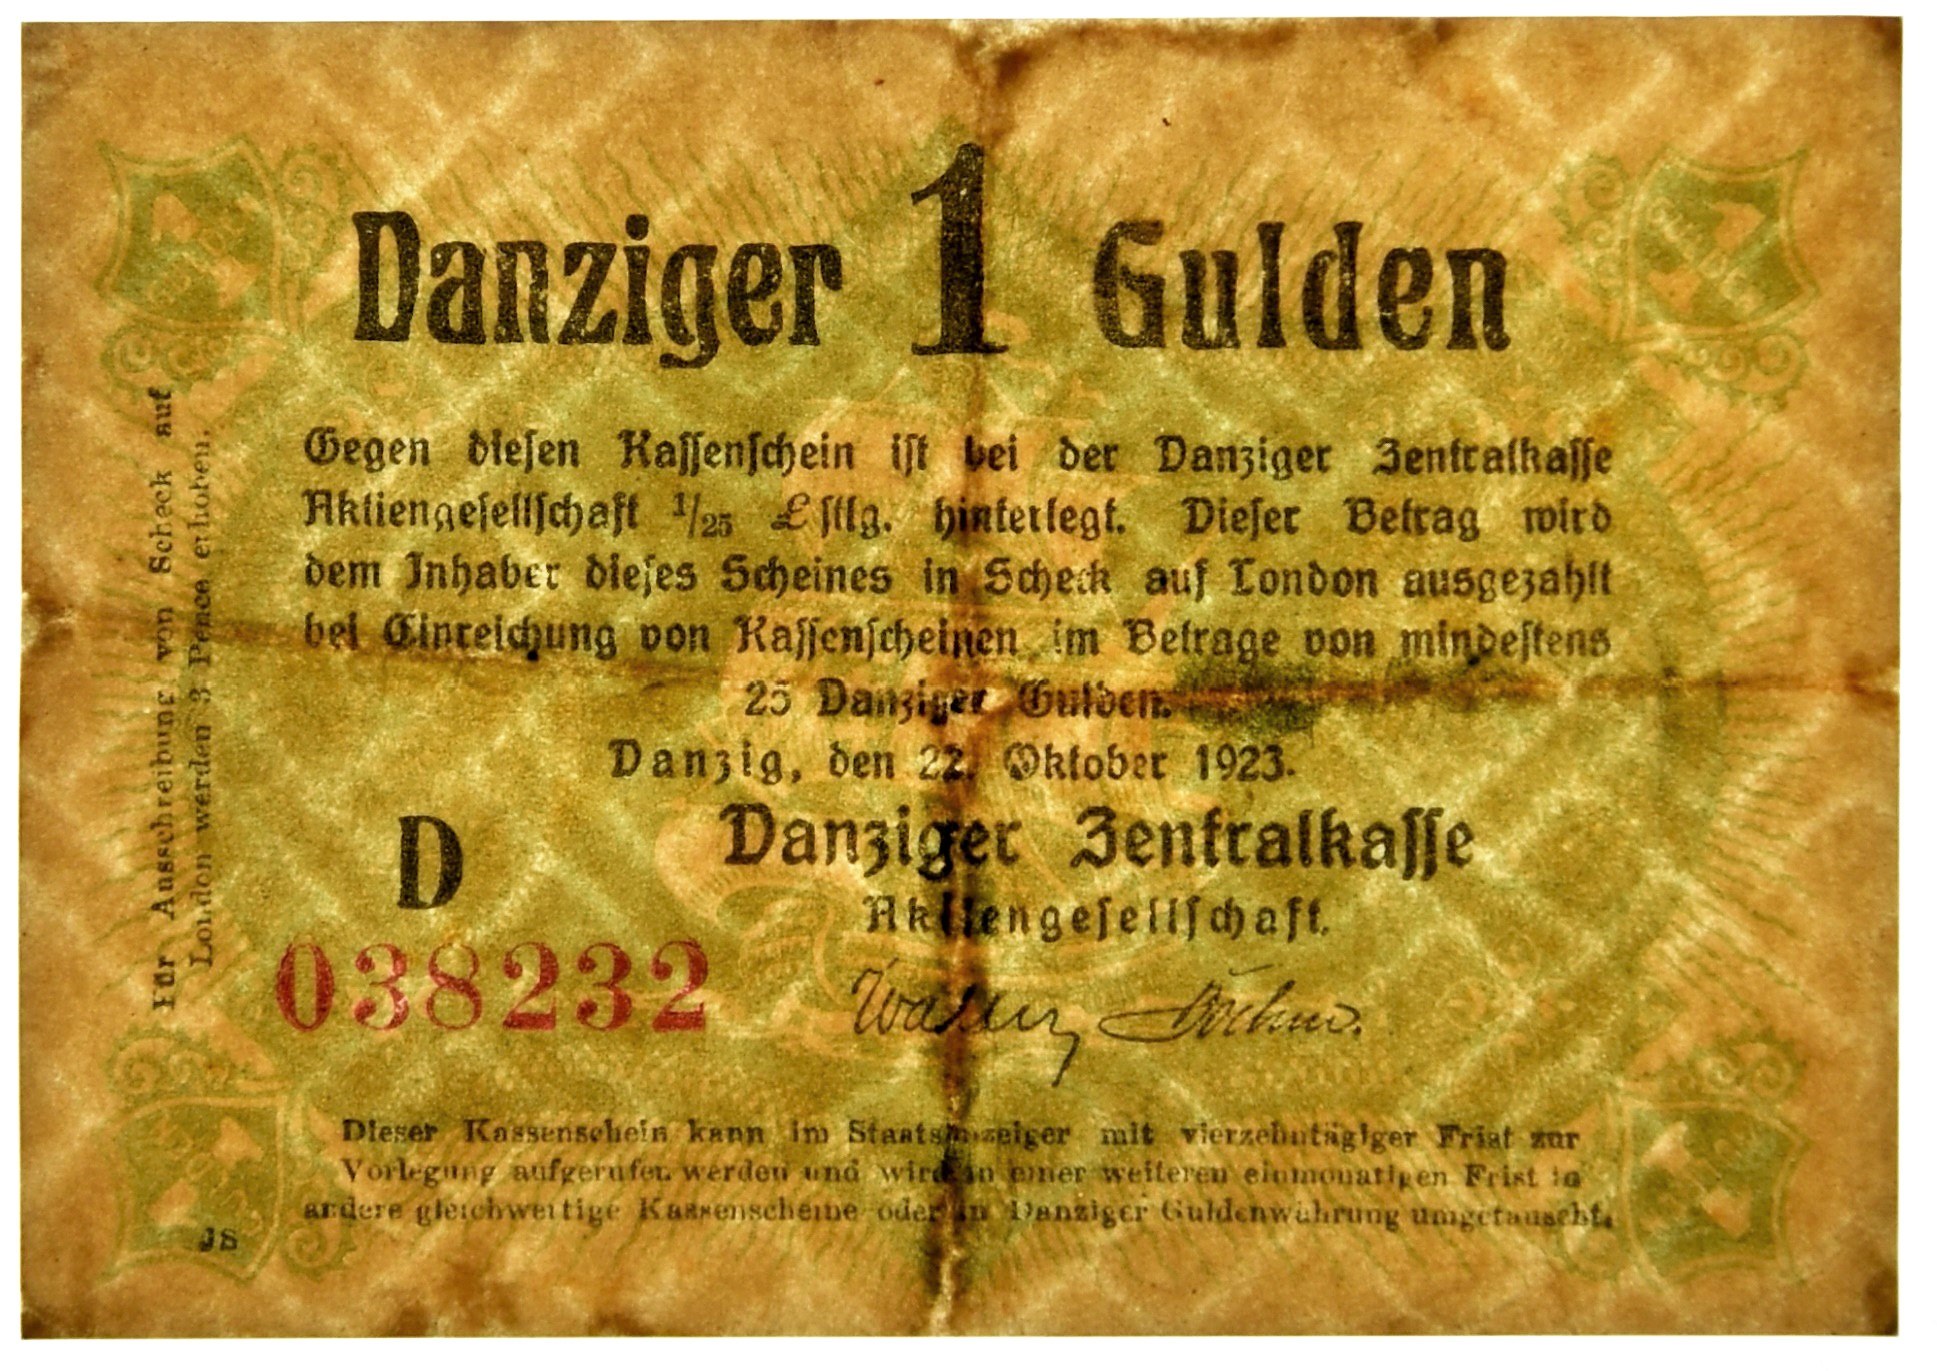 Danziger 1 Gulden
Gegen diesen Kassenschein ist bei der Danziger Zentralkasse
Aktiengesellschaft 1/25 £ stlg. hinterlegt. Dieser Betrag wird
dem Inhaber dieses Scheines in Scheck auf London ausgezahlt
bei Einreichung von Kassenscheinen im Betrage von mindestens
25 Danziger Gulden.
Danzig, den 22. Oktober 1923.
D
Danziger Zentralkasse
Aktiengesellschaft.
038232
Böhm.
Dieser Kassenschein kann im Staatsanzeiger mit vierzehntägiger Frist zur
Vorlegung aufgerufen werden und wird in einer weiteren einmonatigen Frist in
andere gleichwertige Kassenscheine oder in Danziger Guldenwährung umgetauscht.
JS
Für Ausschreibung von Scheck auf
London werden 3 Pence erhoben.